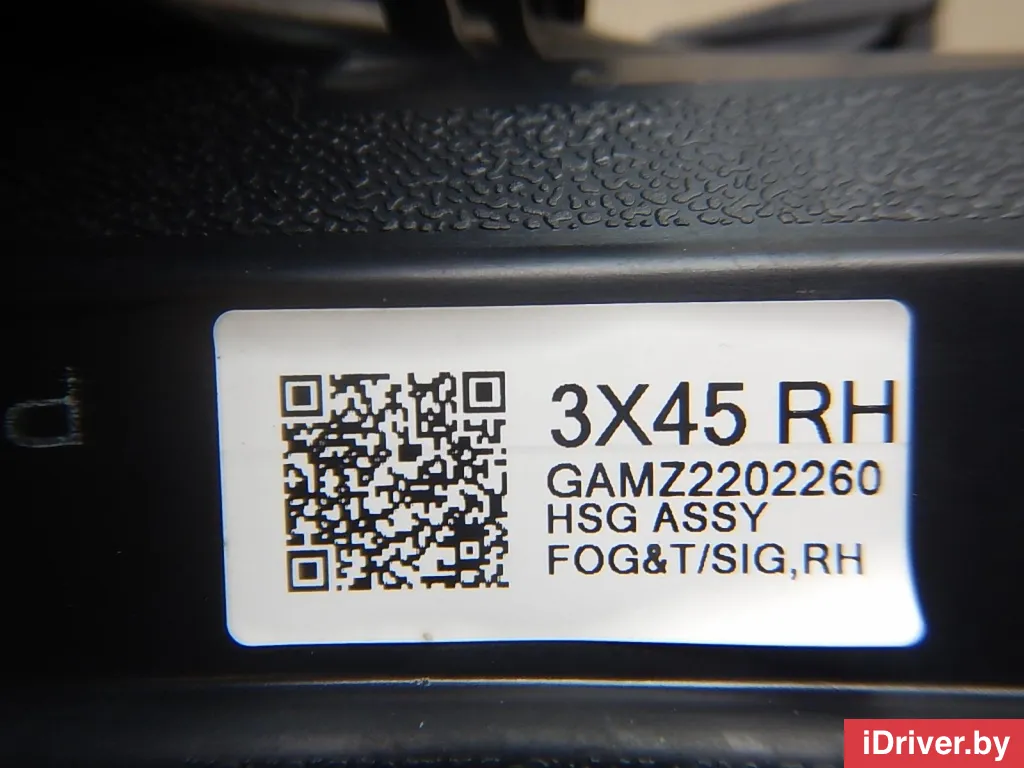 3X45 RH
GAMZ2202260
HSG ASSY
FOG&T/SIG,RH
iDriver.by